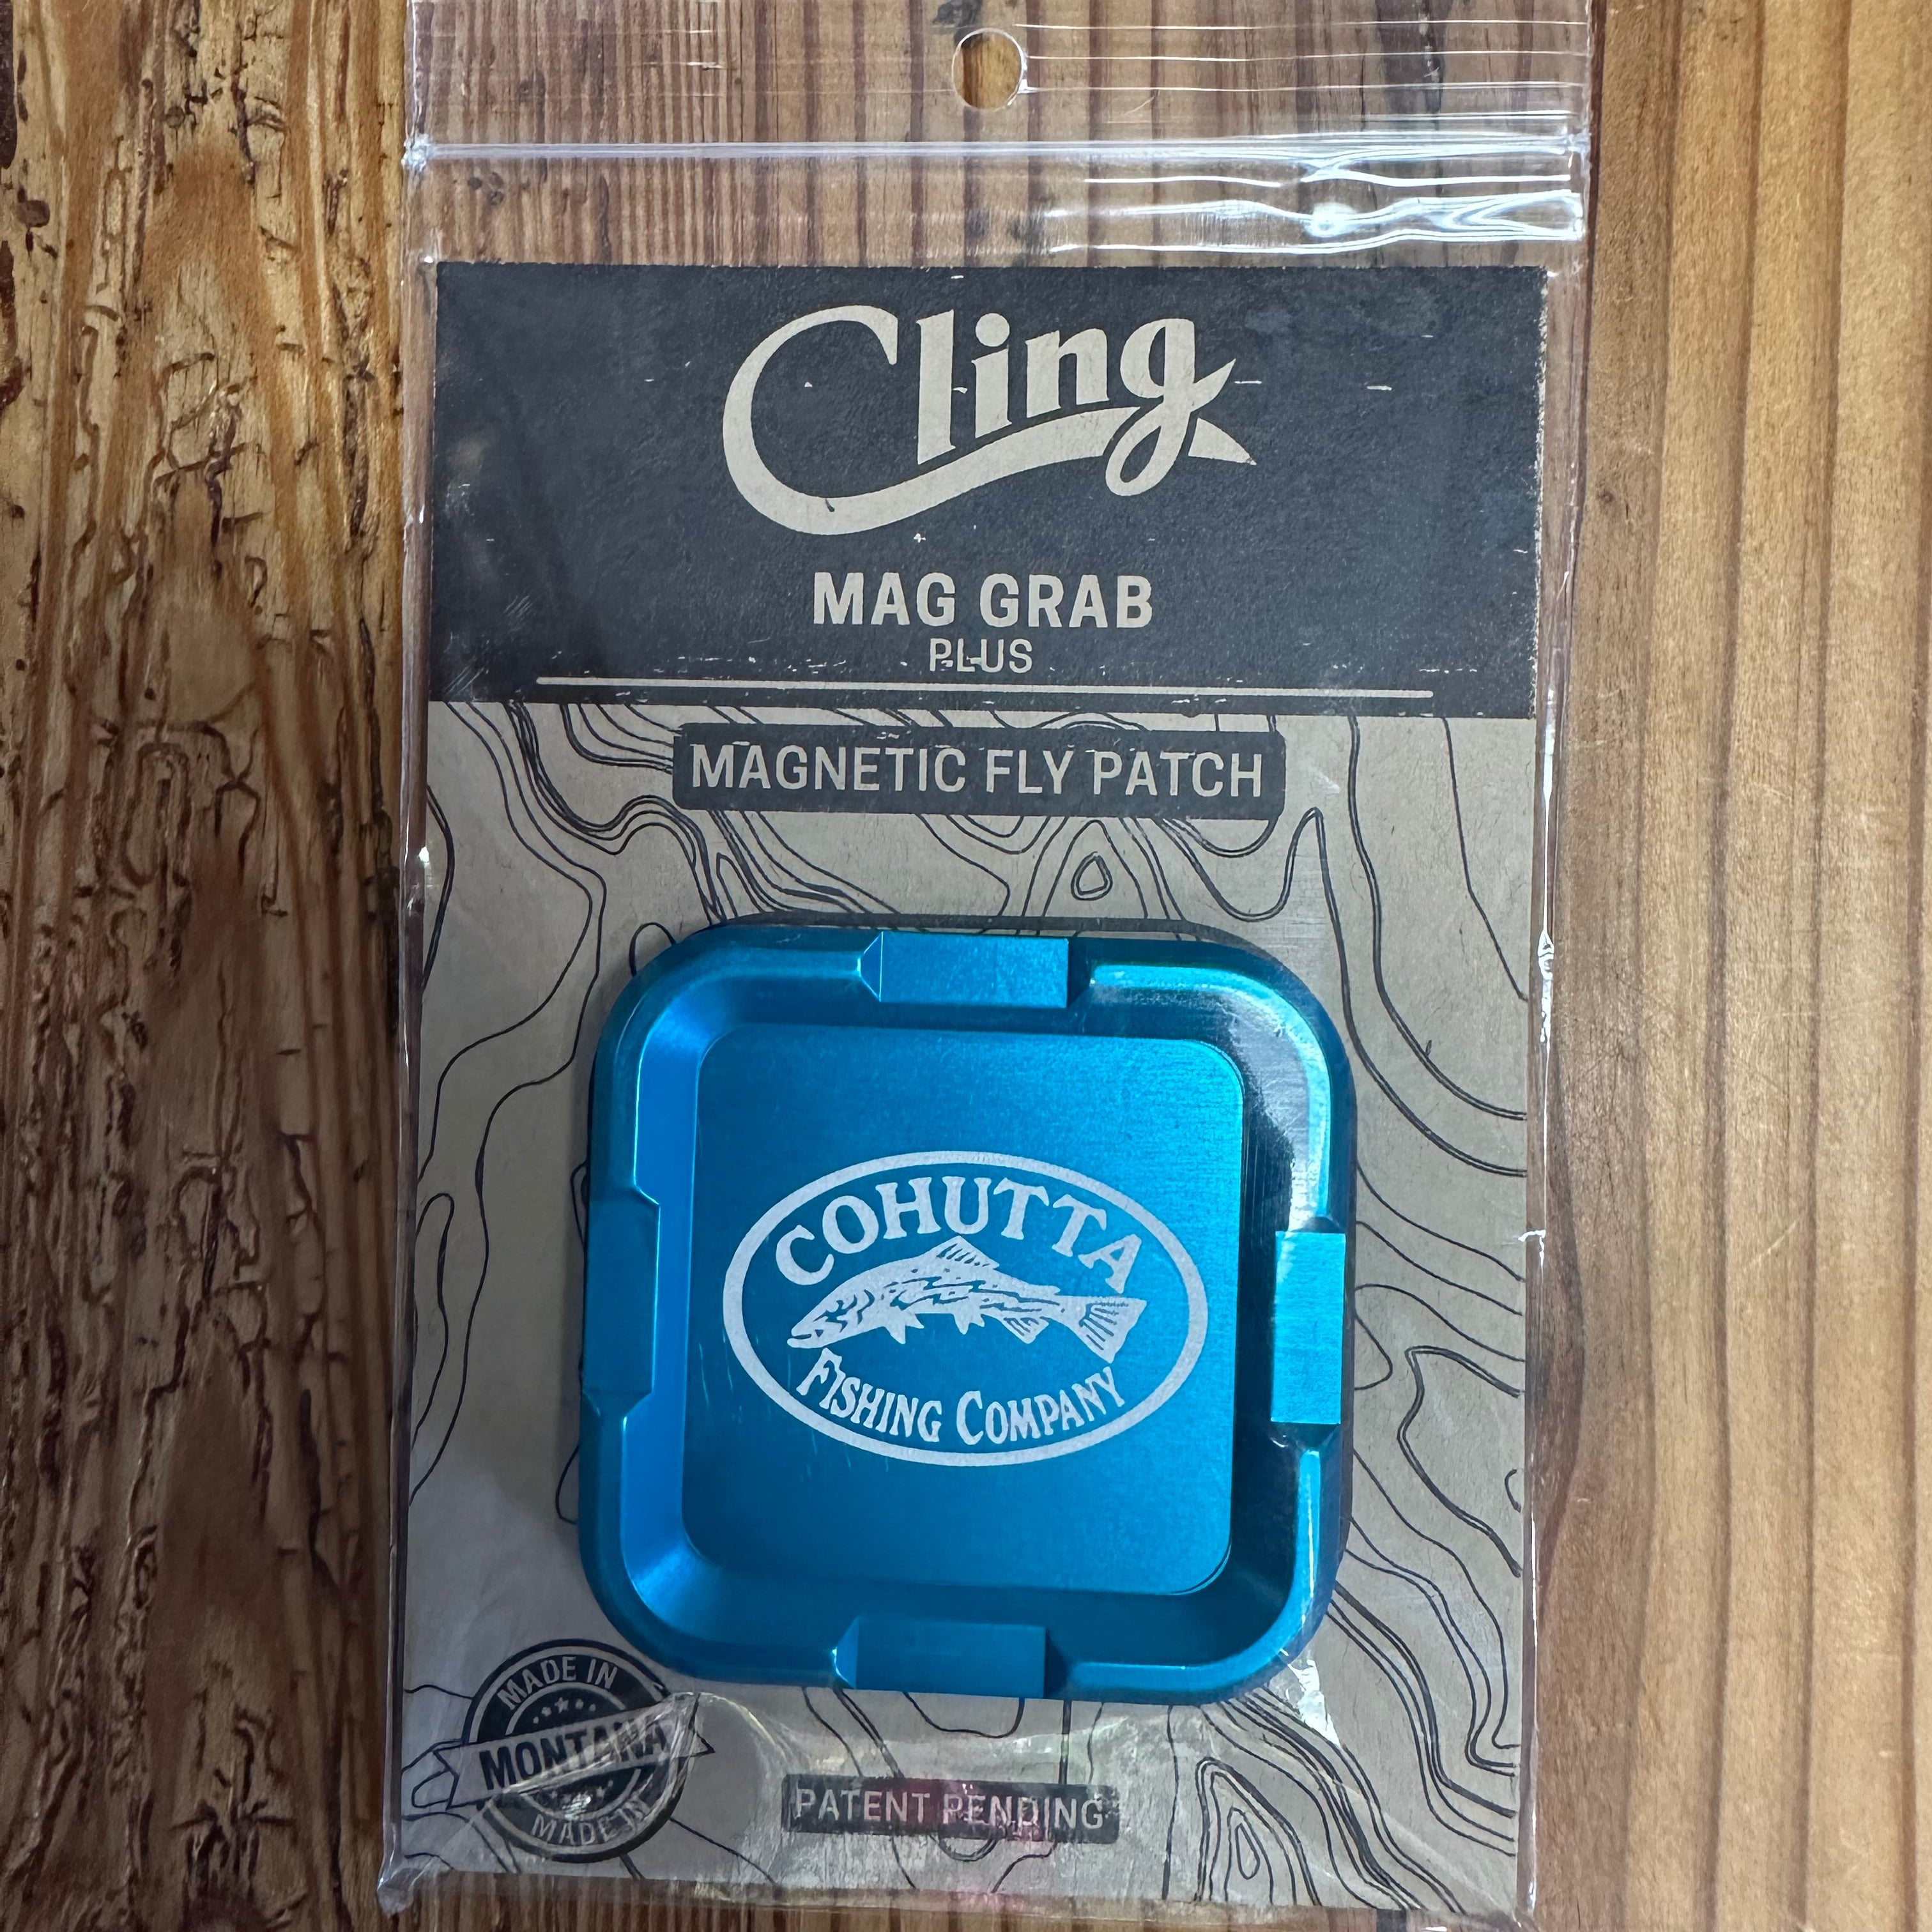 Cling
MAG GRAB
PLUS
MAGNETIC FLY PATCH
COHUTTA
FISHING COMPANY
MADE IN
MONTANA
MADE IN
PATENT PENDING